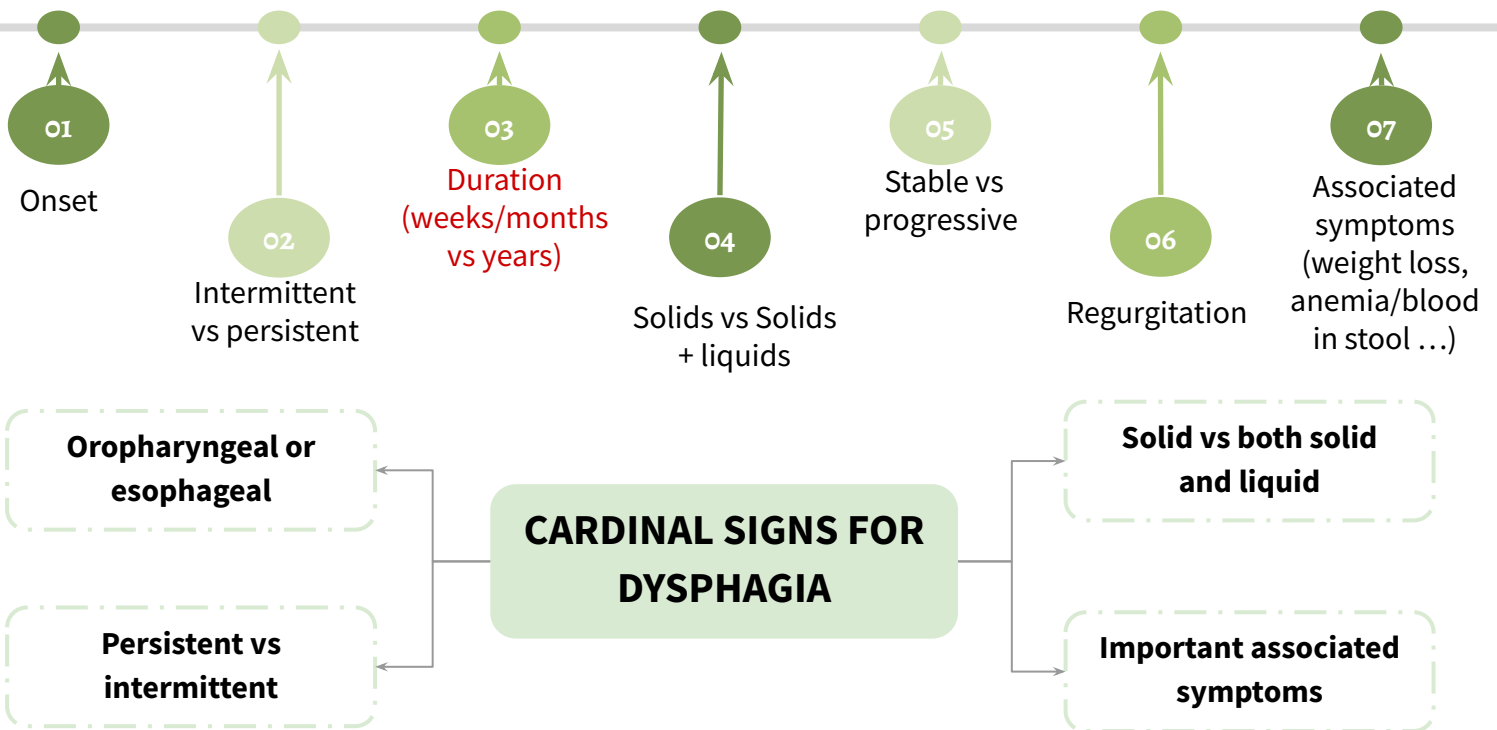 01
Onset
02
Intermittent
vs persistent
03
Duration
(weeks/months
vs years)
04
Solids vs Solids
+ liquids
05
Stable vs
progressive
06
Regurgitation
07
Associated
symptoms
(weight loss,
anemia/blood
in stool ...)
Oropharyngeal or
esophageal
Persistent vs
intermittent
CARDINAL SIGNS FOR
DYSPHAGIA
Solid vs both solid
and liquid
Important associated
symptoms